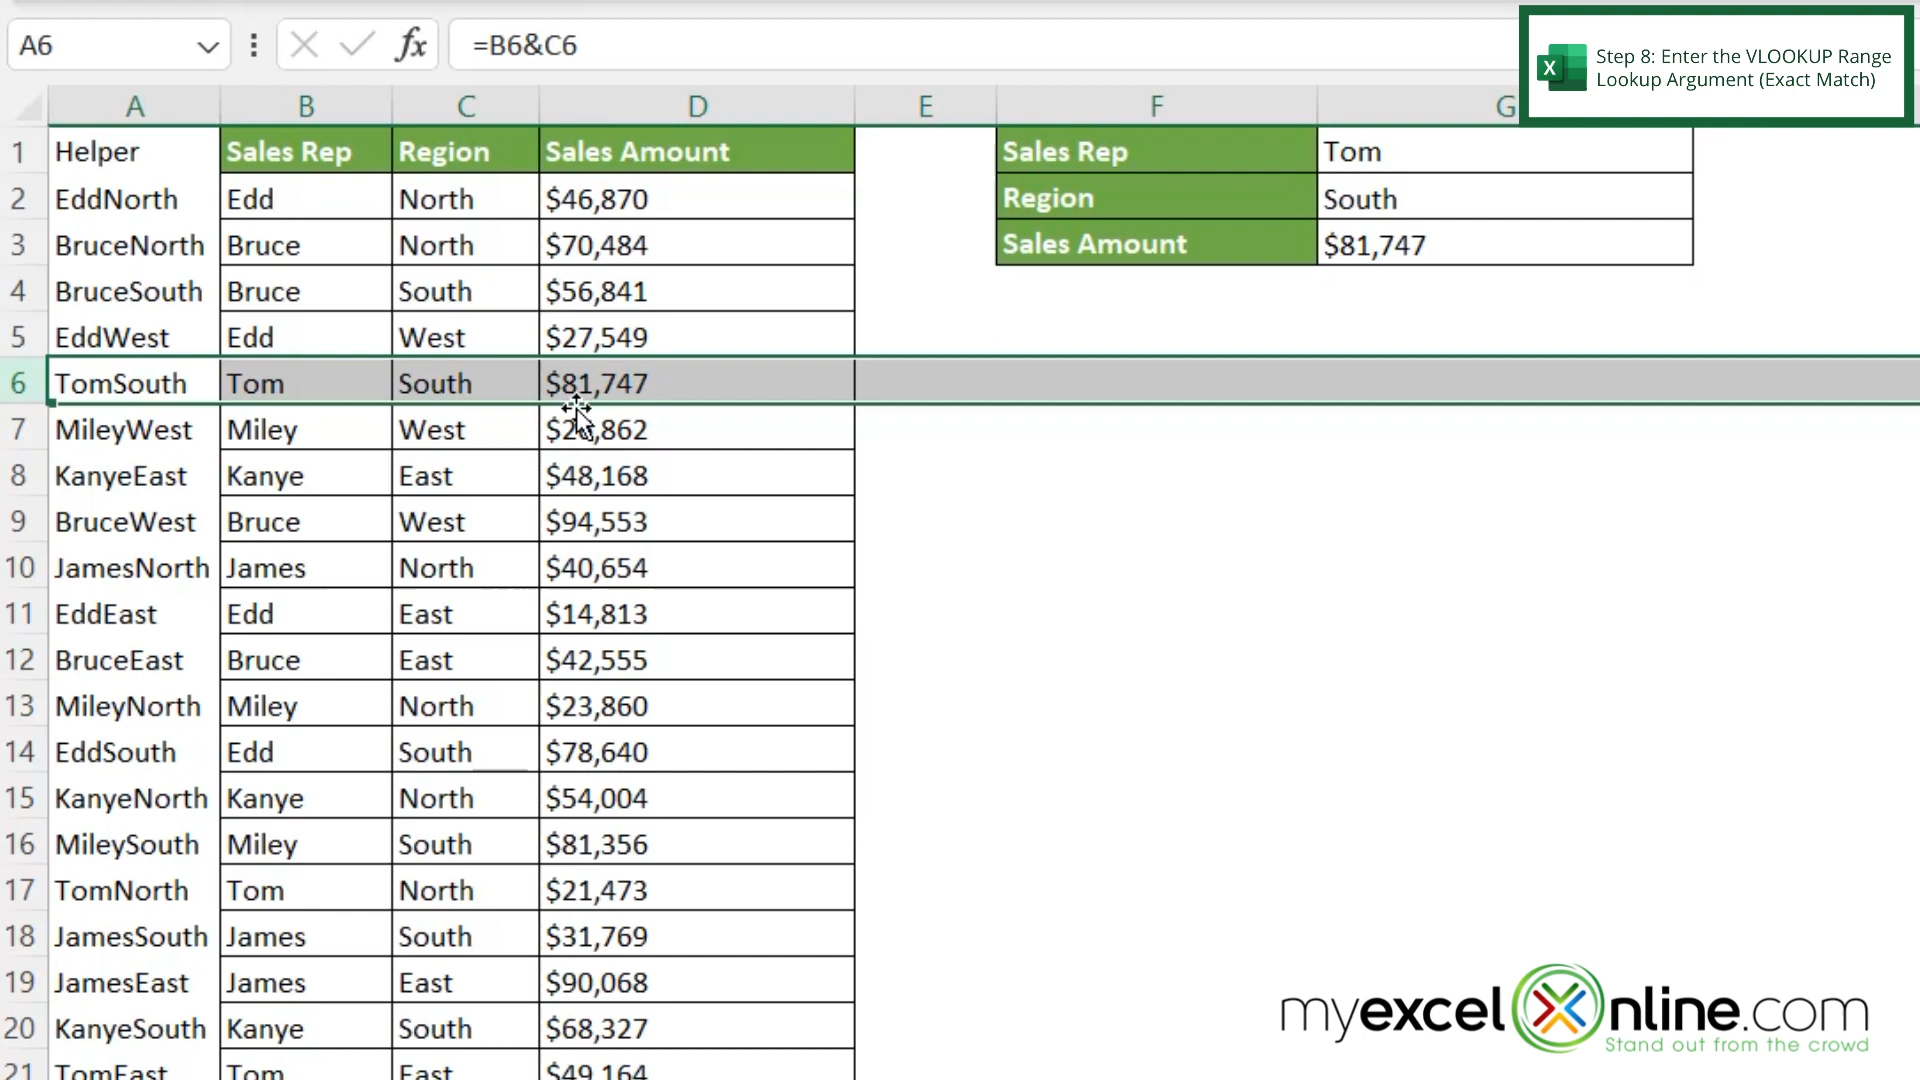 A6 fx =B6&C6
Step 8: Enter the VLOOKUP Range
Lookup Argument (Exact Match)
A B C D E F G
1 Helper Sales Rep Region Sales Amount Sales Rep Tom
2 EddNorth Edd North $46,870 Region South
3 BruceNorth Bruce North $70,484 Sales Amount $81,747
4 BruceSouth Bruce South $56,841
5 EddWest Edd West $27,549
6 TomSouth Tom South $81,747
7 MileyWest Miley West
8 KanyeEast Kanye East $48,168
9 BruceWest Bruce West $94,553
10 JamesNorth James North $40,654
11 EddEast Edd East $14,813
12 BruceEast Bruce East $42,555
13 MileyNorth Miley North $23,860
14 EddSouth Edd South $78,640
15 KanyeNorth Kanye North $54,004
16 MileySouth Miley South $81,356
17 TomNorth Tom North $21,473
18 JamesSouth James South $31,769
19 JamesEast James East $90,068
20 KanyeSouth Kanye South $68,327
21 TomEast Tom East $49,164
myexcelonline.com
Stand out from the crowd